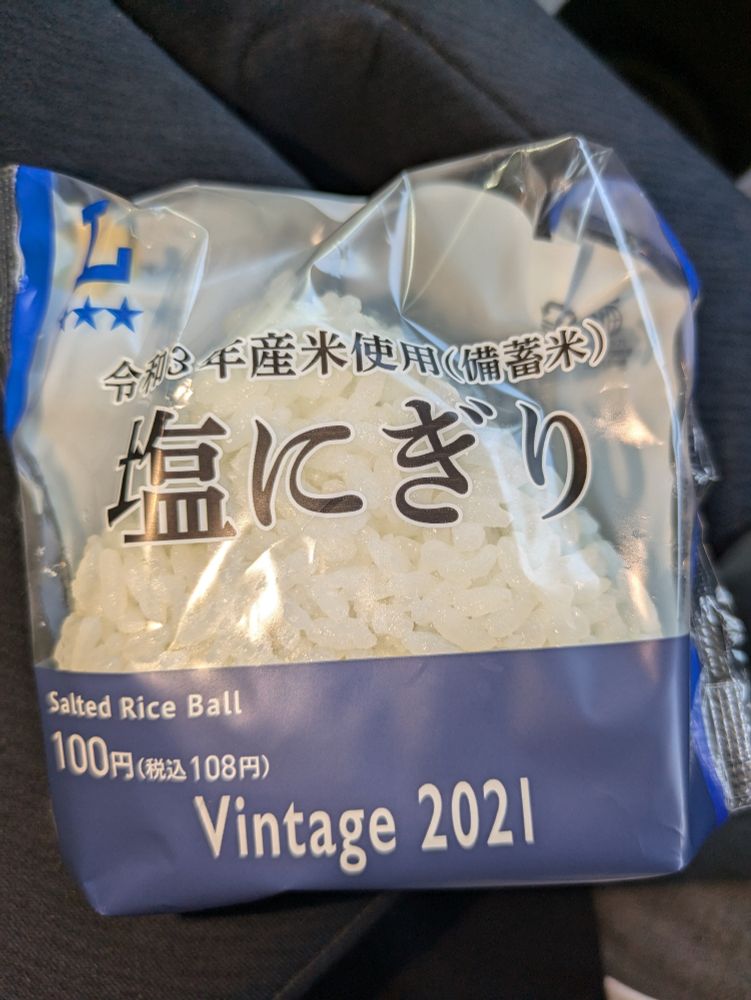 L
★★★
令和3年産米使用(備蓄米)
塩にぎり
Salted Rice Ball
100円(税込108円)
Vintage 2021